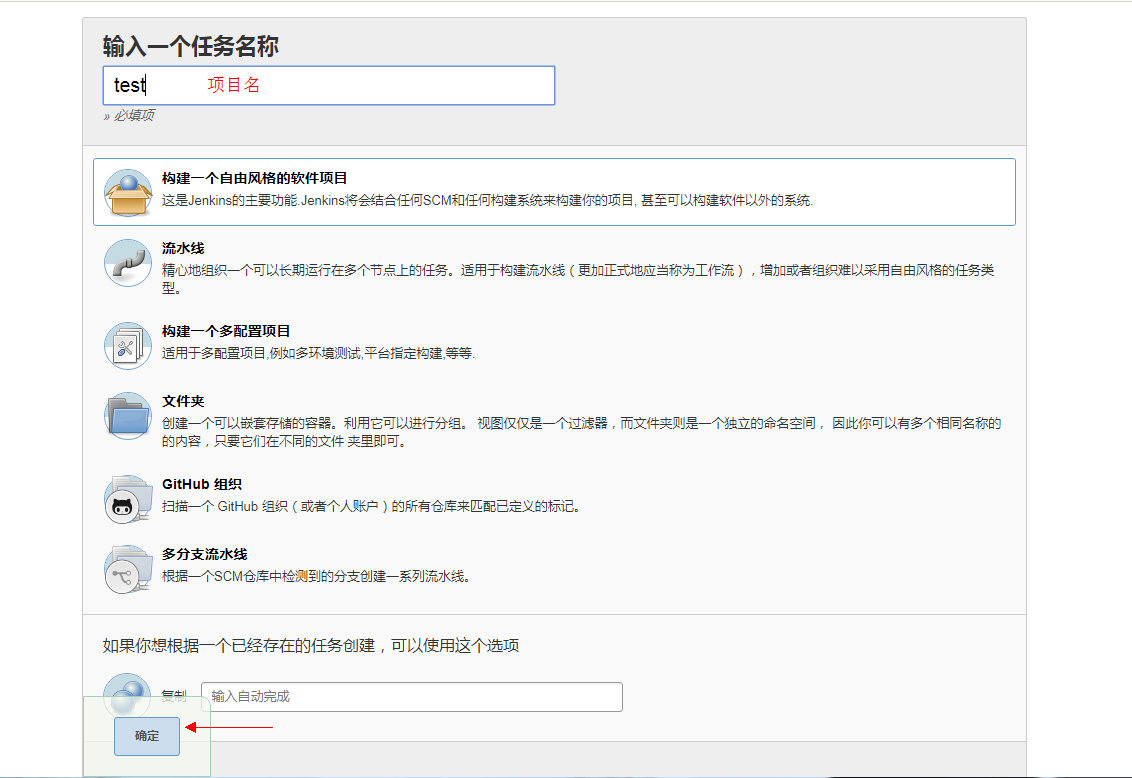 输入一个任务名称
test 项目名
» 必填项
构建一个自由风格的软件项目
这是Jenkins的主要功能.Jenkins将会结合任何SCM和任何构建系统来构建你的项目, 甚至可以构建软件以外的系统.
流水线
精心地组织一个可以长期运行在多个节点上的任务。适用于构建流水线（更加正式地应当称为工作流），增加或者组织难以采用自由风格的任务类
型。
构建一个多配置项目
适用于多配置项目,例如多环境测试,平台指定构建,等等.
文件夹
创建一个可以嵌套存储的容器。利用它可以进行分组。 视图仅仅是一个过滤器，而文件夹则是一个独立的命名空间， 因此你可以有多个相同名称的
的内容，只要它们在不同的文件 夹里即可。
GitHub 组织
扫描一个 GitHub 组织（或者个人账户）的所有仓库来匹配已定义的标记。
多分支流水线
根据一个SCM仓库中检测到的分支创建一系列流水线。
如果你想根据一个已经存在的任务创建，可以使用这个选项
复制 输入自动完成
确定